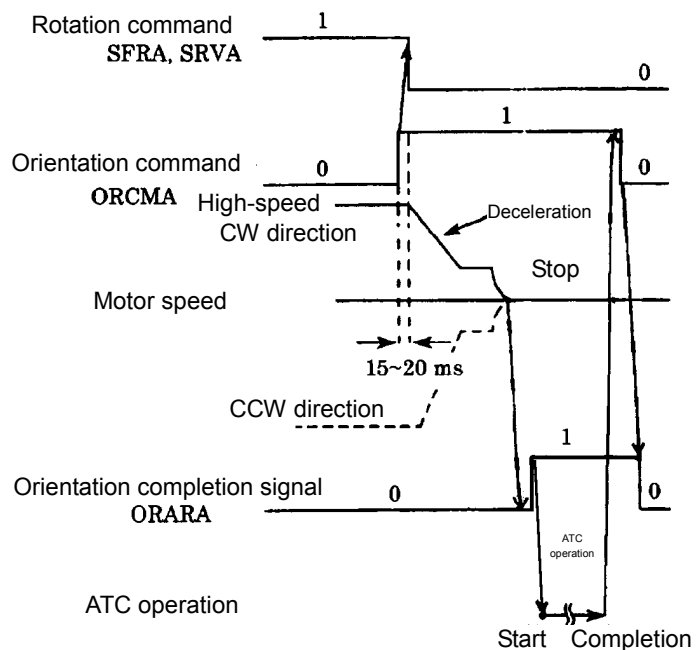 Rotation command
SFRA, SRVA
1
0
1
Orientation command
ORCMA
0
0
High-speed
CW direction
Deceleration
Stop
Motor speed
15~20 ms
CCW direction
1
Orientation completion signal
ORARA
0
0
ATC
operation
ATC operation
Start
Completion